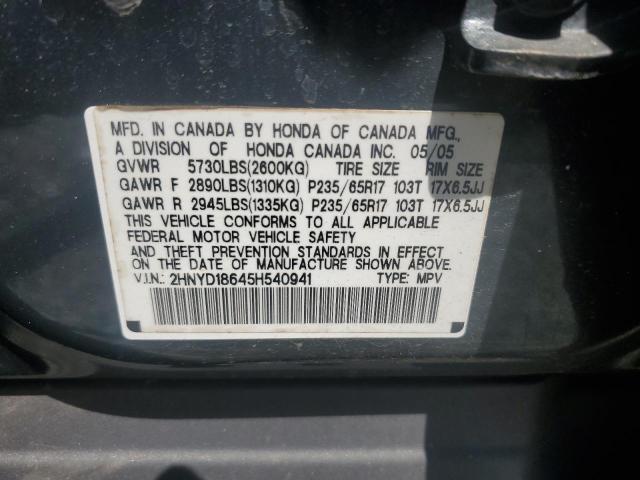 MFD. IN CANADA BY HONDA OF CANADA MFG.,
A DIVISION OF HONDA CANADA INC. 05/05
GVWR 5730LBS(2600KG) TIRE SIZE RIM SIZE
GAWR F 2890LBS(1310KG) P235/65R17 103T 17X6.5JJ
GAWR R 2945LBS(1335KG) P235/65R17 103T 17X6.5JJ
THIS VEHICLE CONFORMS TO ALL APPLICABLE
FEDERAL MOTOR VEHICLE SAFETY
AND THEFT PREVENTION STANDARDS IN EFFECT
ON THE DATE OF MANUFACTURE SHOWN ABOVE.
V.I.N.: 2HNYD18645H540941 TYPE: MPV